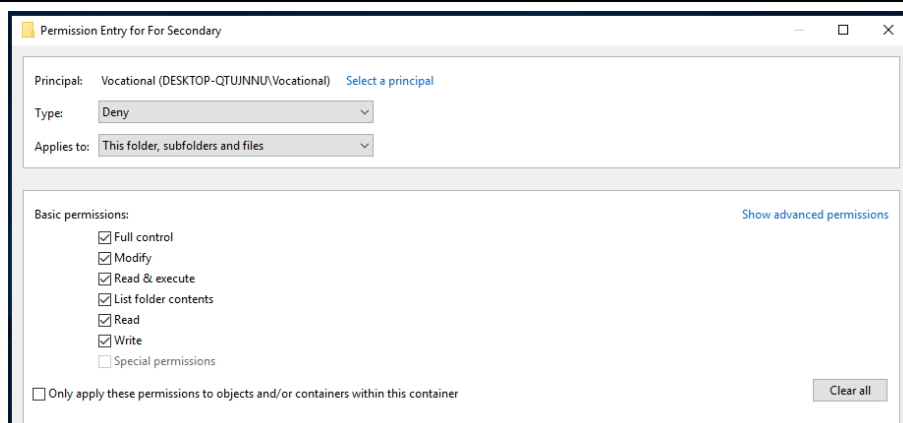 Permission Entry for For Secondary
Principal: Vocational (DESKTOP-QTUJNNU\Vocational) Select a principal
Type: Deny
Applies to: This folder, subfolders and files
Basic permissions: Show advanced permissions
Full control
Modify
Read & execute
List folder contents
Read
Write
Special permissions
Only apply these permissions to objects and/or containers within this container Clear all